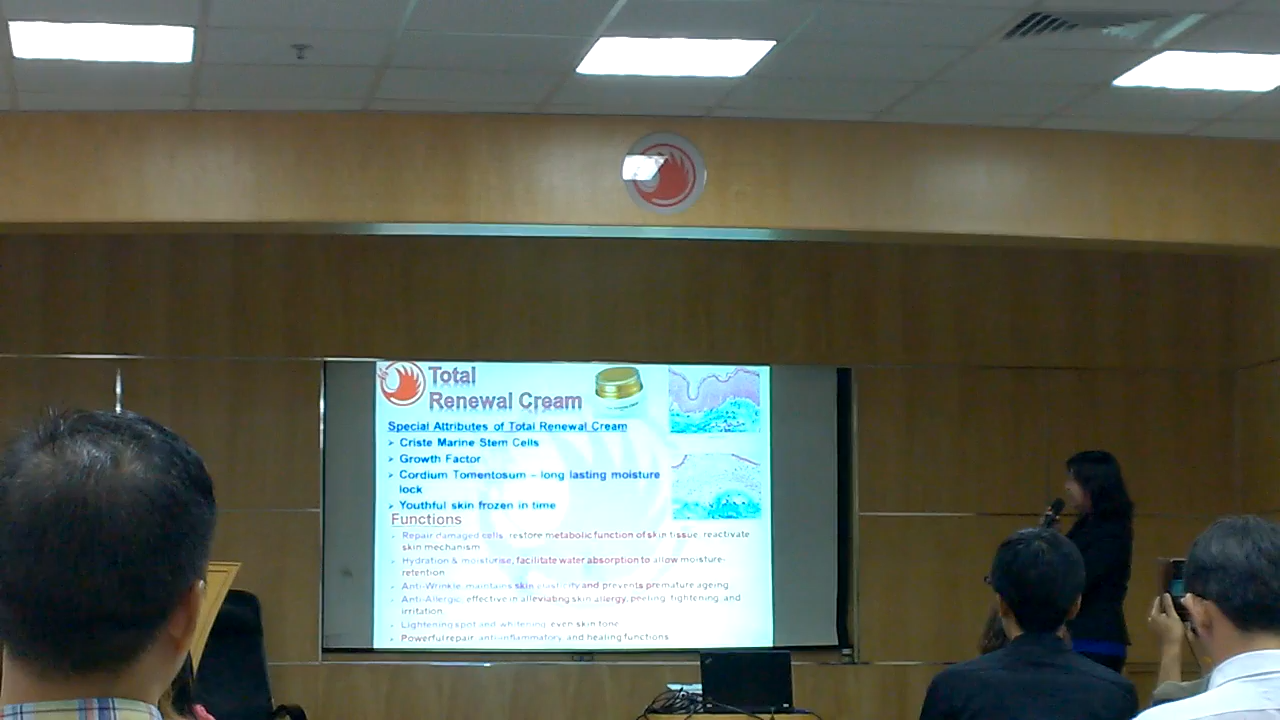 Total
Renewal Cream
Special Attributes of Total Renewal Cream
➢ Criste Marine Stem Cells
➢ Growth Factor
➢ Cordium Tomentosum – long lasting moisture
lock
➢ Youthful skin frozen in time
Functions
- Repair damaged cells, restore metabolic function of skin tissue, reactivate
skin mechanism
- Hydration & moisturise, facilitate water absorption to allow moisture-
retention
- Anti-Wrinkle, maintains skin elasticity and prevents premature ageing
- Anti-Allergic, effective in alleviating skin allergy, peeling, tightening, and
irritation
- Lightening spot and whitening, even skin tone
- Powerful repair, anti-inflammatory, and healing functions